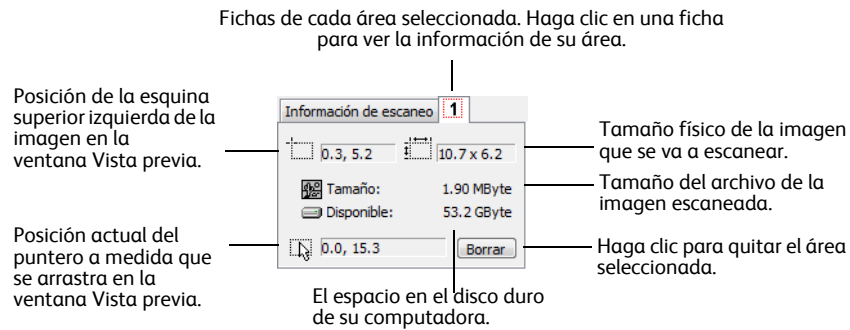 Fichas de cada área seleccionada. Haga clic en una ficha
para ver la información de su área.
Posición de la esquina
superior izquierda de la
imagen en la
ventana Vista previa.
Información de escaneo
1
0.3, 5.2
10.7 x 6.2
Tamaño:
1.90 MByte
Disponible:
53.2 GByte
0.0, 15.3
Borrar
Tamaño físico de la imagen
que se va a escanear.
Tamaño del archivo de la
imagen escaneada.
Posición actual del
puntero a medida que
se arrastra en la
ventana Vista previa.
Haga clic para quitar el área
seleccionada.
El espacio en el disco duro
de su computadora.